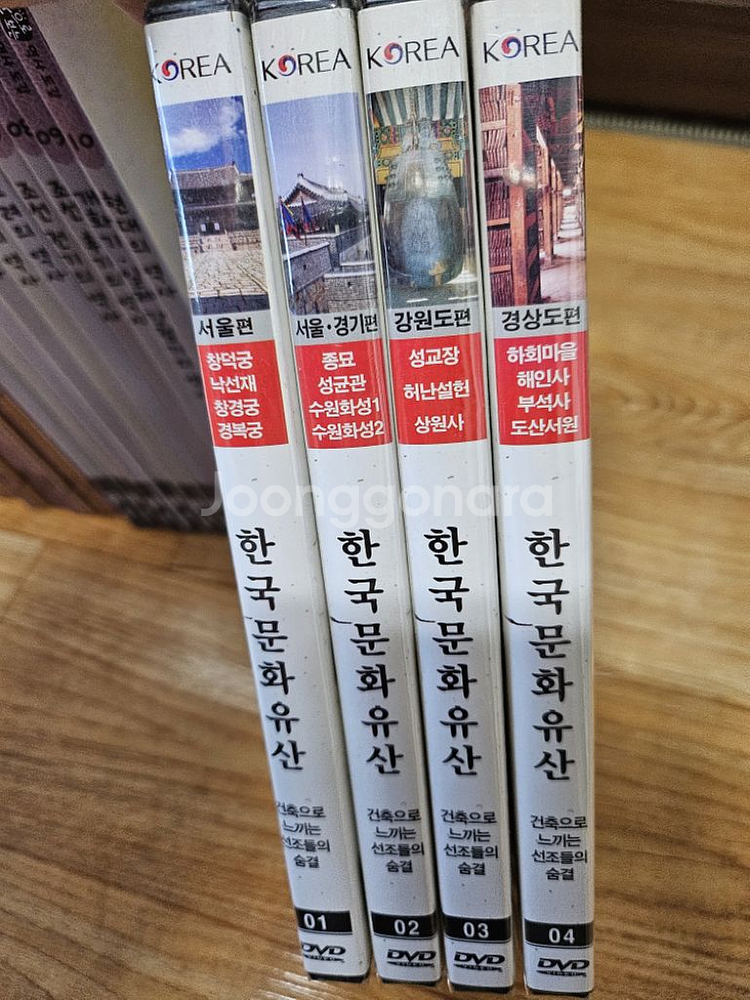 KOREA
서울편
창덕궁
낙선재
창경궁
경복궁
한국문화유산
건축으로
느끼는
선조들의
숨결
01
DVD
KOREA
서울·경기편
종묘
성균관
수원화성1
수원화성2
한국문화유산
건축으로
느끼는
선조들의
숨결
02
DVD
VIDEO
KOREA
강원도편
성교장
허난설헌
상원사
한국문화유산
건축으로
느끼는
선조들의
숨결
03
DVD
VIDEO
KOREA
경상도편
하회마을
해인사
부석사
도산서원
한국문화유산
건축으로
느끼는
선조들의
숨결
04
DVD
VIDEO
Joonggonara
09
10